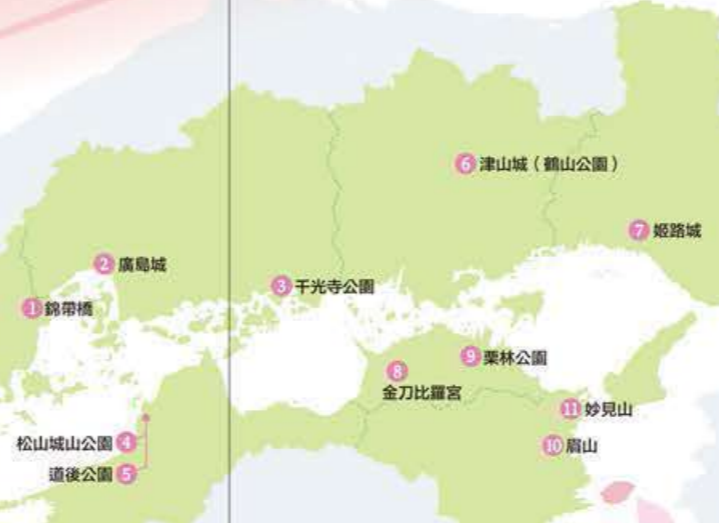 6 津山城（鶴山公園）
7 姬路城
2 廣島城
3 千光寺公園
1 錦帶橋
9 栗林公園
8 金刀比羅宮
11 妙見山
松山城山公園 4
10 眉山
道後公園 5